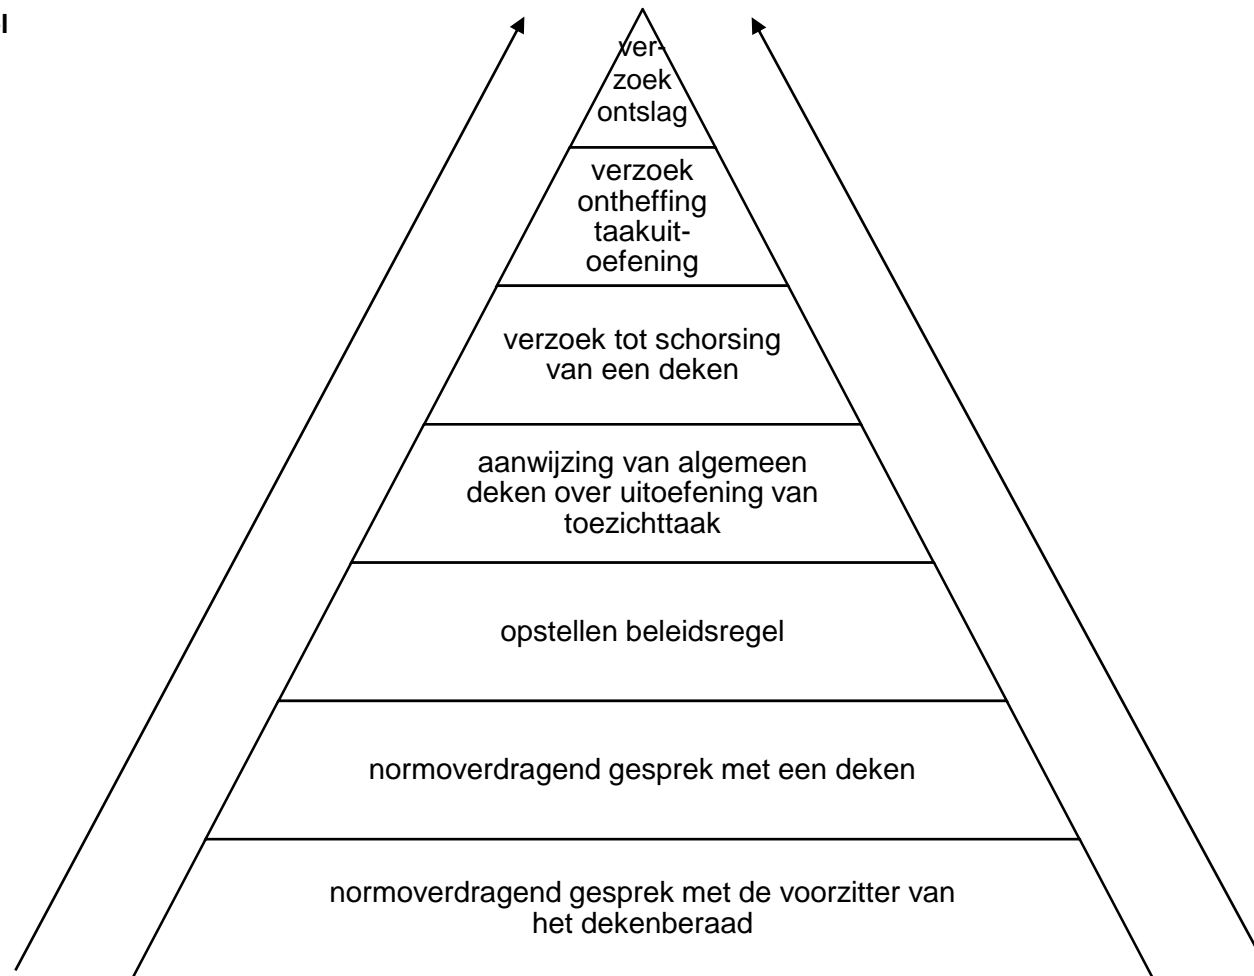 ver-
zoek
ontslag
verzoek
ontheffing
taakuit-
oefening
verzoek tot schorsing
van een deken
aanwijzing van algemeen
deken over uitoefening van
toezichttaak
opstellen beleidsregel
normoverdragend gesprek met een deken
normoverdragend gesprek met de voorzitter van
het dekenberaad